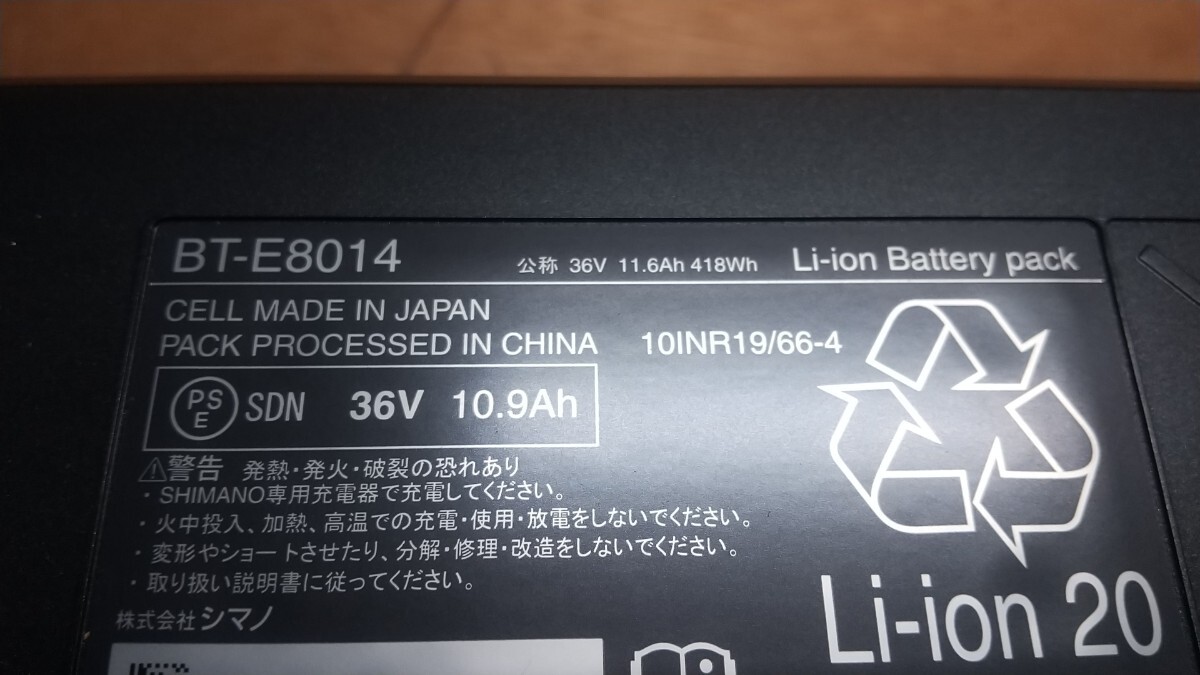 BT-E8014 公称 36V 11.6Ah 418Wh Li-ion Battery pack
CELL MADE IN JAPAN
PACK PROCESSED IN CHINA 10INR19/66-4
PSE SDN 36V 10.9Ah
⚠警告 発熱・発火・破裂の恐れあり
・SHIMANO専用充電器で充電してください。
・火中投入、加熱、高温での充電・使用・放電をしないでください。
・変形やショートさせたり、分解・修理・改造をしないでください。
・取り扱い説明書に従ってください。
株式会社シマノ
Li-ion 20